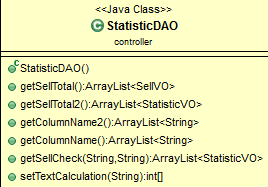 <<Java Class>>
C StatisticDAO
controller
C StatisticDAO()
getSellTotal():ArrayList<SellVO>
getSellTotal2():ArrayList<StatisticVO>
getColumnName2():ArrayList<String>
getColumnName():ArrayList<String>
getSellCheck(String,String):ArrayList<StatisticVO>
setTextCalculation(String):int[]